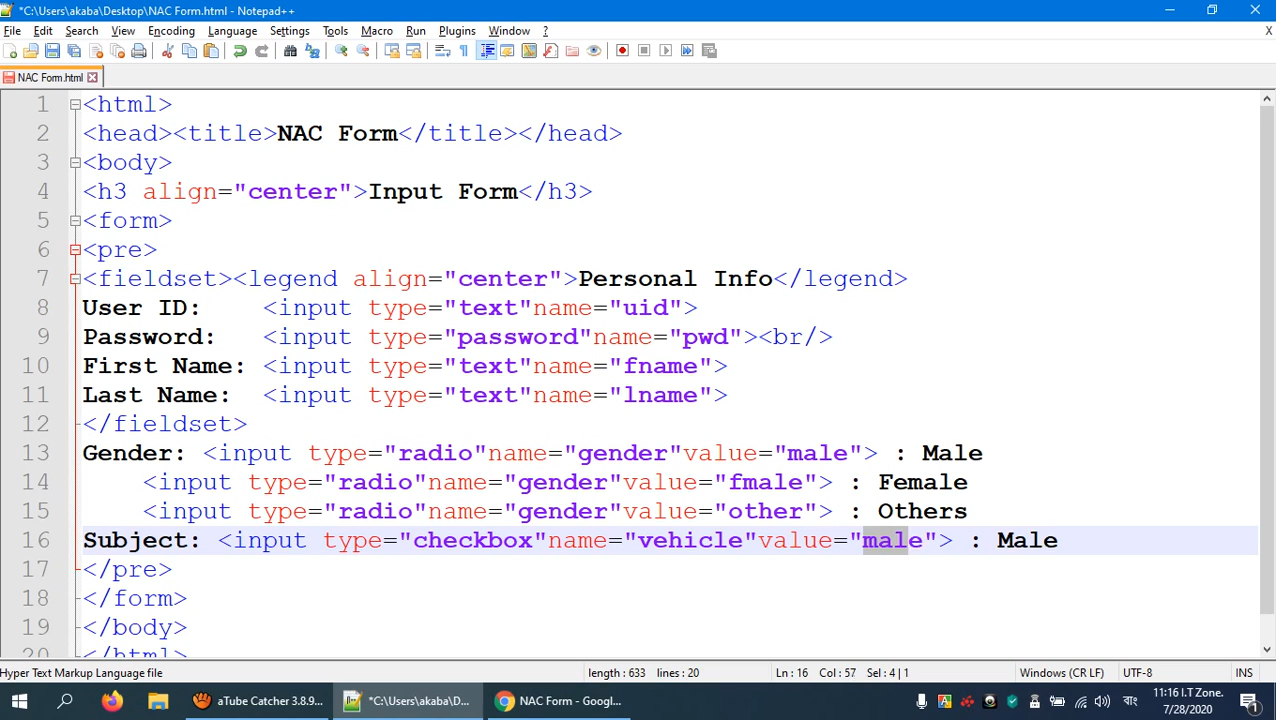 *C:\Users\akaba\Desktop\NAC Form.html - Notepad++
File Edit Search View Encoding Language Settings Tools Macro Run Plugins Window ? X
NAC Form.html
1 <html>
2 <head><title>NAC Form</title></head>
3 <body>
4 <h3 align="center">Input Form</h3>
5 <form>
6 <pre>
7 <fieldset><legend align="center">Personal Info</legend>
8 User ID:    <input type="text"name="uid">
9 Password:   <input type="password"name="pwd"><br/>
10 First Name: <input type="text"name="fname">
11 Last Name:  <input type="text"name="lname">
12 </fieldset>
13 Gender: <input type="radio"name="gender"value="male"> : Male
14     <input type="radio"name="gender"value="fmale"> : Female
15     <input type="radio"name="gender"value="other"> : Others
16 Subject: <input type="checkbox"name="vehicle"value="male"> : Male
17 </pre>
18 </form>
19 </body>
20 </html>
Hyper Text Markup Language file length : 633 lines : 20 Ln : 16 Col : 57 Sel : 4 | 1 Windows (CR LF) UTF-8 INS
aTube Catcher 3.8.9... *C:\Users\akaba\D... NAC Form - Googl... বাং 11:16 I.T Zone.
7/28/2020 1